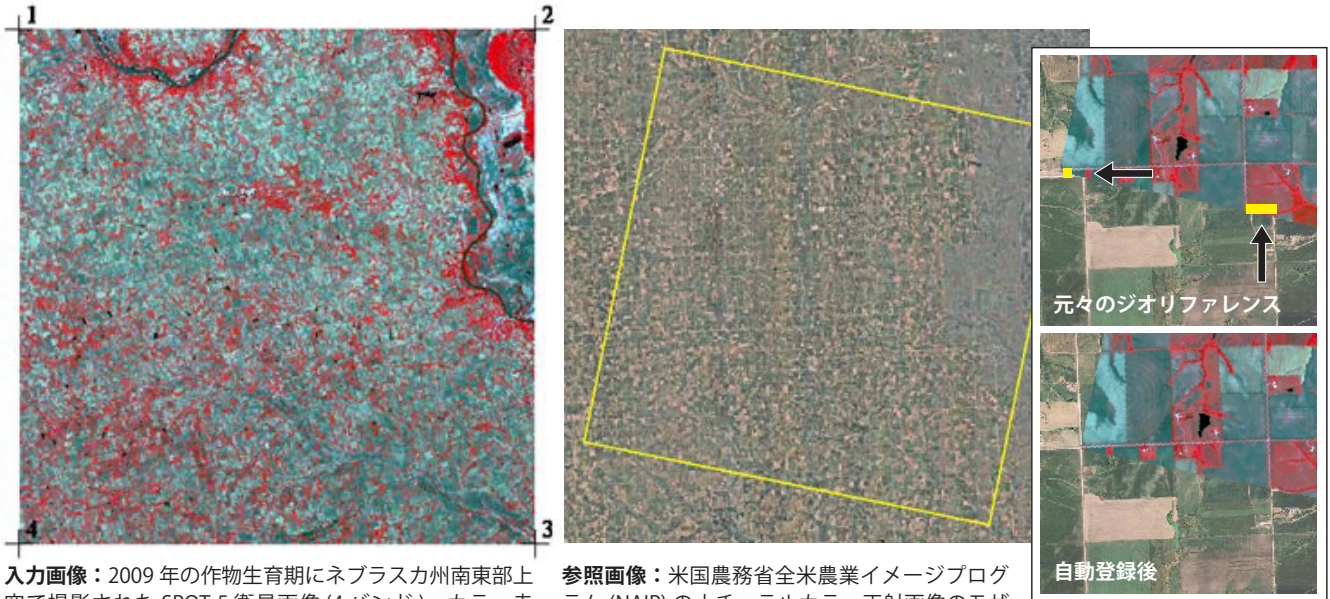 1
2
4
3
元々のジオリファレンス
自動登録後
入力画像：2009 年の作物生育期にネブラスカ州南東部上
参照画像：米国農務省全米農業イメージプログ